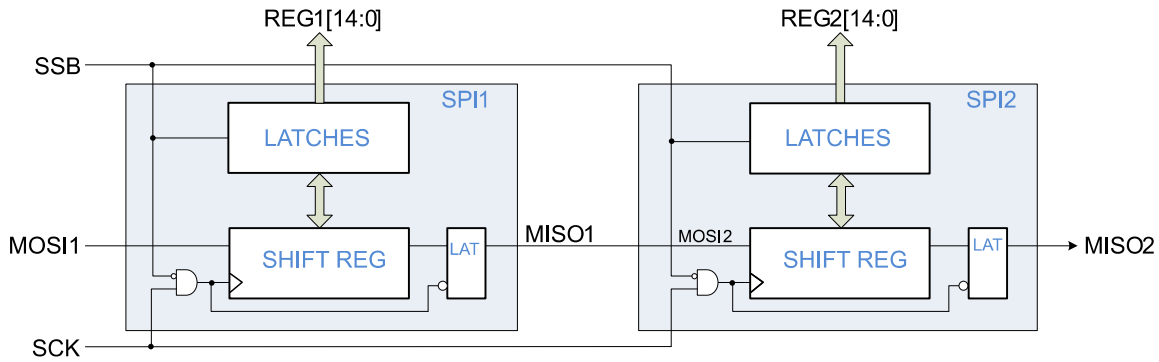 REG1[14:0]
REG2[14:0]
SSB
SPI1
SPI2
LATCHES
LATCHES
MOSI1
SHIFT REG
LAT
MISO1
MOSI2
SHIFT REG
LAT
MISO2
SCK